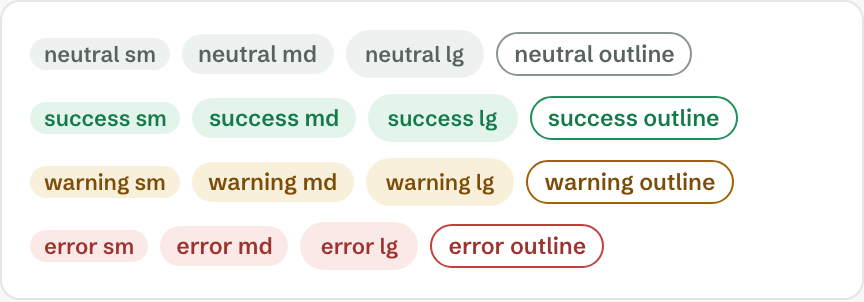 neutral sm neutral md neutral lg neutral outline
success sm success md success lg success outline
warning sm warning md warning lg warning outline
error sm error md error lg error outline